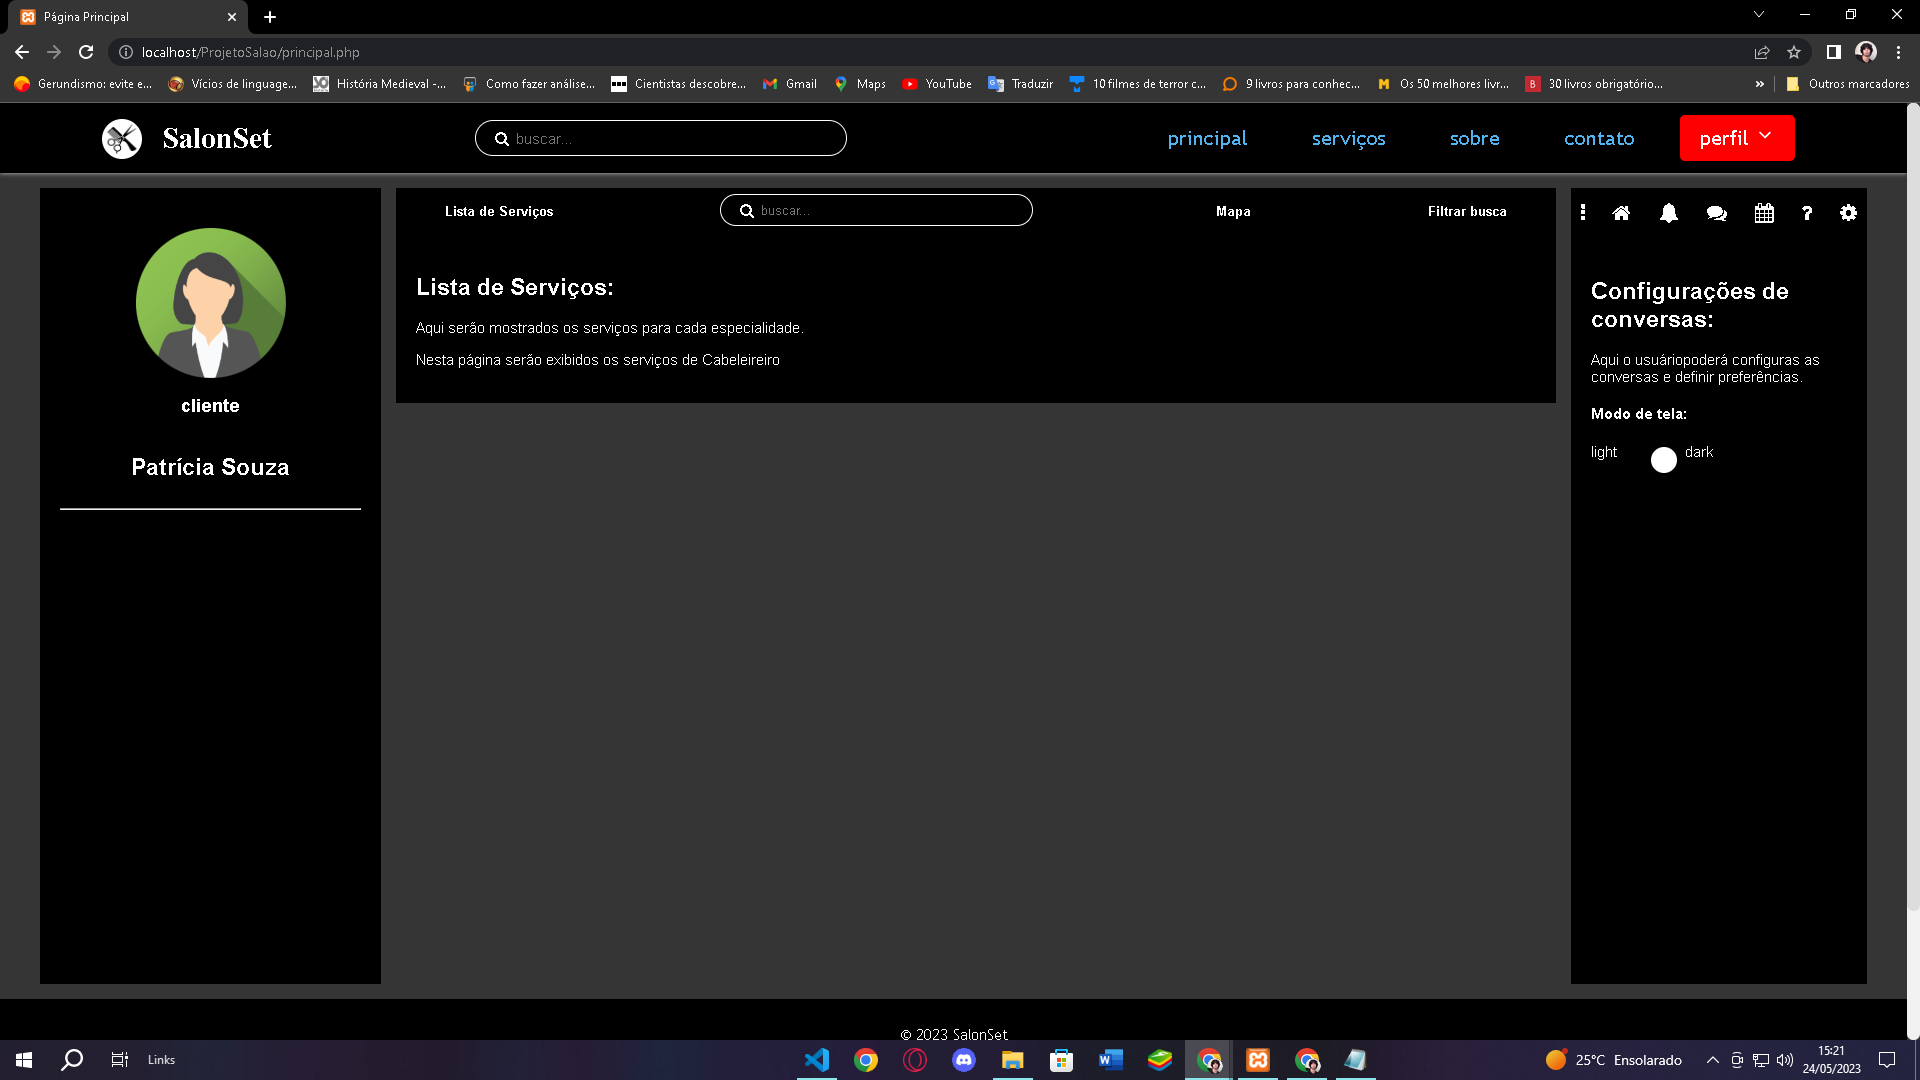 Página Principal
localhost/ProjetoSalao/principal.php
Gerundismo: evite e...
Vícios de linguage...
História Medieval -...
Como fazer análise...
Cientistas descobre...
Gmail
Maps
YouTube
Traduzir
10 filmes de terror c...
9 livros para conhec...
Os 50 melhores livr...
B
30 livros obrigatório...
»
Outros marcadores
SalonSet
buscar...
principal
serviços
sobre
contato
perfil
Lista de Serviços
buscar...
Mapa
Filtrar busca
cliente
Patrícia Souza
Lista de Serviços:
Aqui serão mostrados os serviços para cada especialidade.
Nesta página serão exibidos os serviços de Cabeleireiro
Configurações de
conversas:
Aqui o usuáriopoderá configuras as
conversas e definir preferências.
Modo de tela:
light
dark
© 2023 SalonSet
Links
25°C Ensolarado
15:21
24/05/2023